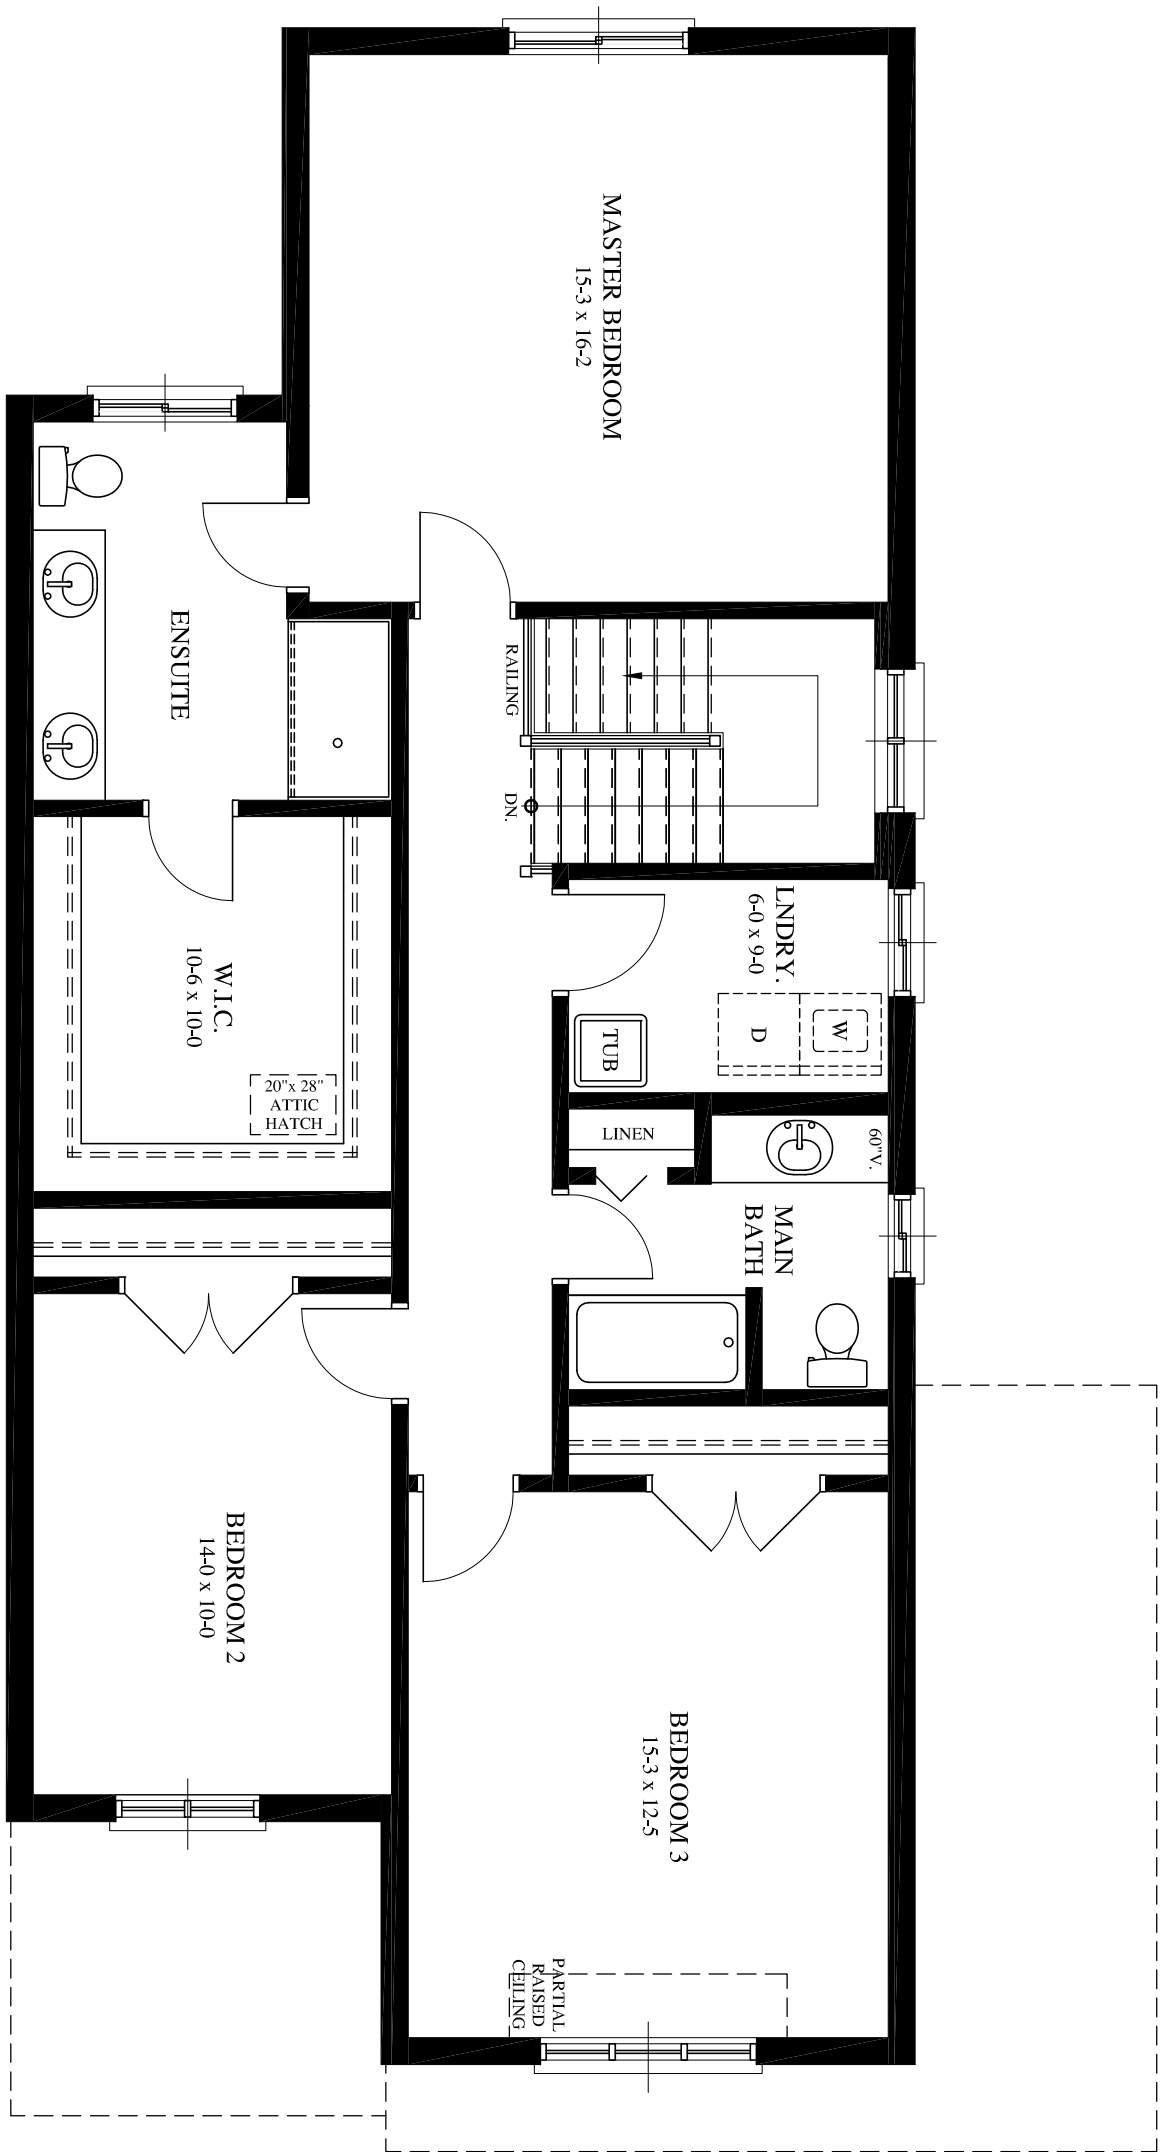 MASTER BEDROOM
15-3 x 16-2
ENSUITE
RAILING
DN.
LNDRY.
6-0 x 9-0
W
D
TUB
W.I.C.
10-6 x 10-0
20"x 28"
ATTIC
HATCH
LINEN
60"V.
MAIN
BATH
BEDROOM 2
14-0 x 10-0
BEDROOM 3
15-3 x 12-5
PARTIAL
RAISED
CEILING